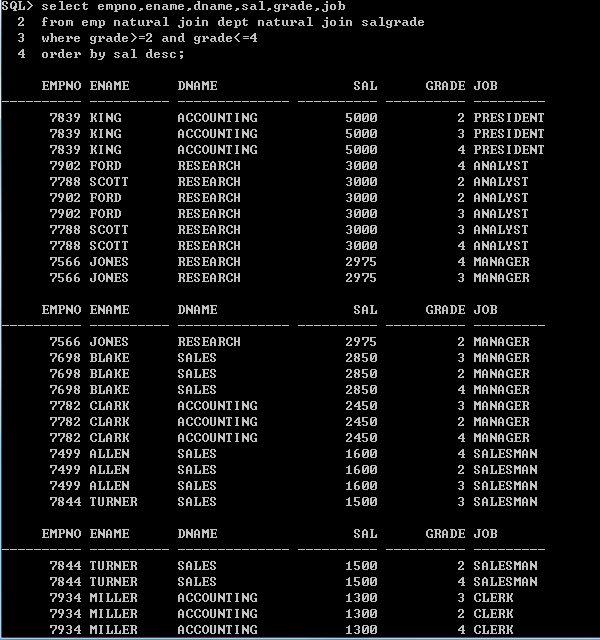 SQL> select empno,ename,dname,sal,grade,job
2 from emp natural join dept natural join salgrade
3 where grade>=2 and grade<=4
4 order by sal desc;
EMPNO ENAME DNAME SAL GRADE JOB
---------- ---------- -------------- ---------- ---------- ---------
7839 KING ACCOUNTING 5000 2 PRESIDENT
7839 KING ACCOUNTING 5000 3 PRESIDENT
7839 KING ACCOUNTING 5000 4 PRESIDENT
7902 FORD RESEARCH 3000 4 ANALYST
7788 SCOTT RESEARCH 3000 2 ANALYST
7902 FORD RESEARCH 3000 2 ANALYST
7902 FORD RESEARCH 3000 3 ANALYST
7788 SCOTT RESEARCH 3000 3 ANALYST
7788 SCOTT RESEARCH 3000 4 ANALYST
7566 JONES RESEARCH 2975 4 MANAGER
7566 JONES RESEARCH 2975 3 MANAGER
EMPNO ENAME DNAME SAL GRADE JOB
---------- ---------- -------------- ---------- ---------- ---------
7566 JONES RESEARCH 2975 2 MANAGER
7698 BLAKE SALES 2850 3 MANAGER
7698 BLAKE SALES 2850 2 MANAGER
7698 BLAKE SALES 2850 4 MANAGER
7782 CLARK ACCOUNTING 2450 3 MANAGER
7782 CLARK ACCOUNTING 2450 2 MANAGER
7782 CLARK ACCOUNTING 2450 4 MANAGER
7499 ALLEN SALES 1600 4 SALESMAN
7499 ALLEN SALES 1600 2 SALESMAN
7499 ALLEN SALES 1600 3 SALESMAN
7844 TURNER SALES 1500 3 SALESMAN
EMPNO ENAME DNAME SAL GRADE JOB
---------- ---------- -------------- ---------- ---------- ---------
7844 TURNER SALES 1500 2 SALESMAN
7844 TURNER SALES 1500 4 SALESMAN
7934 MILLER ACCOUNTING 1300 3 CLERK
7934 MILLER ACCOUNTING 1300 2 CLERK
7934 MILLER ACCOUNTING 1300 4 CLERK